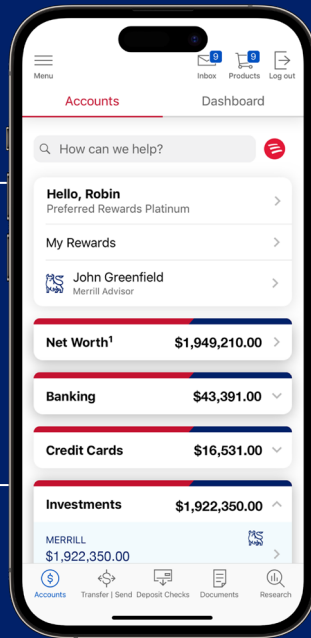 9
9
Menu
Inbox
Products
Log out
Accounts
Dashboard
How can we help?
Hello, Robin
Preferred Rewards Platinum
My Rewards
John Greenfield
Merrill Advisor
Net Worth¹
$1,949,210.00
Banking
$43,391.00
Credit Cards
$16,531.00
Investments
$1,922,350.00
MERRILL
$1,922,350.00
Accounts
Transfer | Send
Deposit Checks
Documents
Research